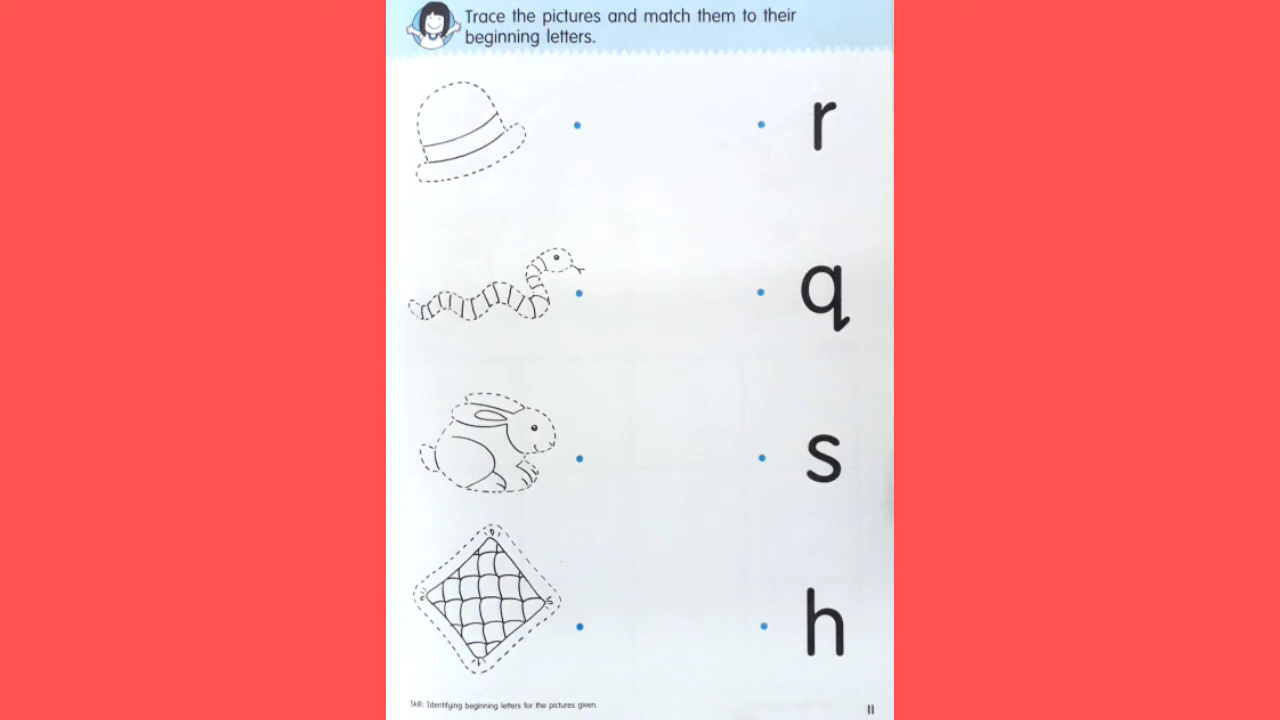 Trace the pictures and match them to their
beginning letters.
r
q
s
h
Skill: Identifying beginning letters for the pictures given.
11